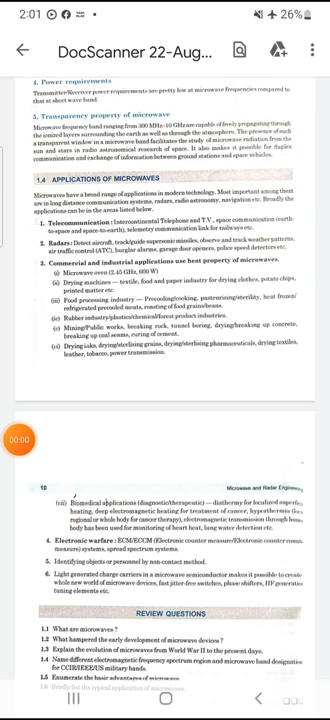 2:01
26%
DocScanner 22-Aug...
4. Power requirements
Transmitter/Receiver power requirements are pretty low at microwave frequencies compared to
that at short wave band.
5. Transparency property of microwave
Microwave frequency band ranging from 300 MHz–10 GHz are capable of freely propagating through
the ionized layers surrounding the earth as well as through the atmosphere. The presence of such
a transparent window in a microwave band facilitates the study of microwave radiation from the
sun and stars in radio astronomical research of space. It also makes it possible for duplex
communication and exchange of information between ground stations and space vehicles.
1.4 APPLICATIONS OF MICROWAVES
Microwaves have a broad range of applications in modern technology. Most important among them
are in long distance communication systems, radars, radio astronomy, navigation etc. Broadly the
applications can be in the areas listed below.
1. Telecommunication : Intercontinental Telephone and T.V., space communication (earth-
to-space and space-to-earth), telemetry communication link for railways etc.
2. Radars : Detect aircraft, track/guide supersonic missiles, observe and track weather patterns,
air traffic control (ATC), burglar alarms, garage door openers, police speed detectors etc.
3. Commercial and industrial applications use heat property of microwaves.
(i) Microwave oven (2.45 GHz, 600 W)
(ii) Drying machines — textile, food and paper industry for drying clothes, potato chips,
printed matter etc.
(iii) Food processing industry — Precooling/cooking, pasteurising/sterility, heat frozen/
refrigerated precooked meats, roasting of food grains/beans.
(iv) Rubber industry/plastics/chemical/forest product industries.
(v) Mining/Public works, breaking rock, tunnel boring, drying/breaking up concrete,
breaking up coal seams, curing of cement.
(vi) Drying inks, drying/sterilising grains, drying/sterilising pharmaceuticals, drying textiles,
leather, tobacco, power transmission.
00:00
10 Microwave and Radar
(vii) Biomedical applications (diagnostic/therapeutic) — diathermy for localized
heating, deep electromagnetic heating for treatment of cancer, hyperthermia
regional or whole body for cancer therapy), electromagnetic transmission through
body has been used for monitoring of heart beat, lung water detection etc.
4. Electronic warfare : ECM/ECCM (Electronic counter measure/Electronic counter
measure) systems, spread spectrum systems.
5. Identifying objects or personnel by non-contact method.
6. Light generated charge carriers in a microwave semiconductor makes it possible to create
whole new world of microwave devices, fast jitter-free switches, phase shifters, HF
tuning elements etc.
REVIEW QUESTIONS
1.1 What are microwaves ?
1.2 What hampered the early development of microwave devices ?
1.3 Explain the evolution of microwaves from World War II to the present days.
1.4 Name different electromagnetic frequency spectrum region and microwave band
for CCIR/IEEE/US military bands.
1.5 Enumerate the basic advantages of microwaves
1.6 Briefly list the typical application of microwaves.